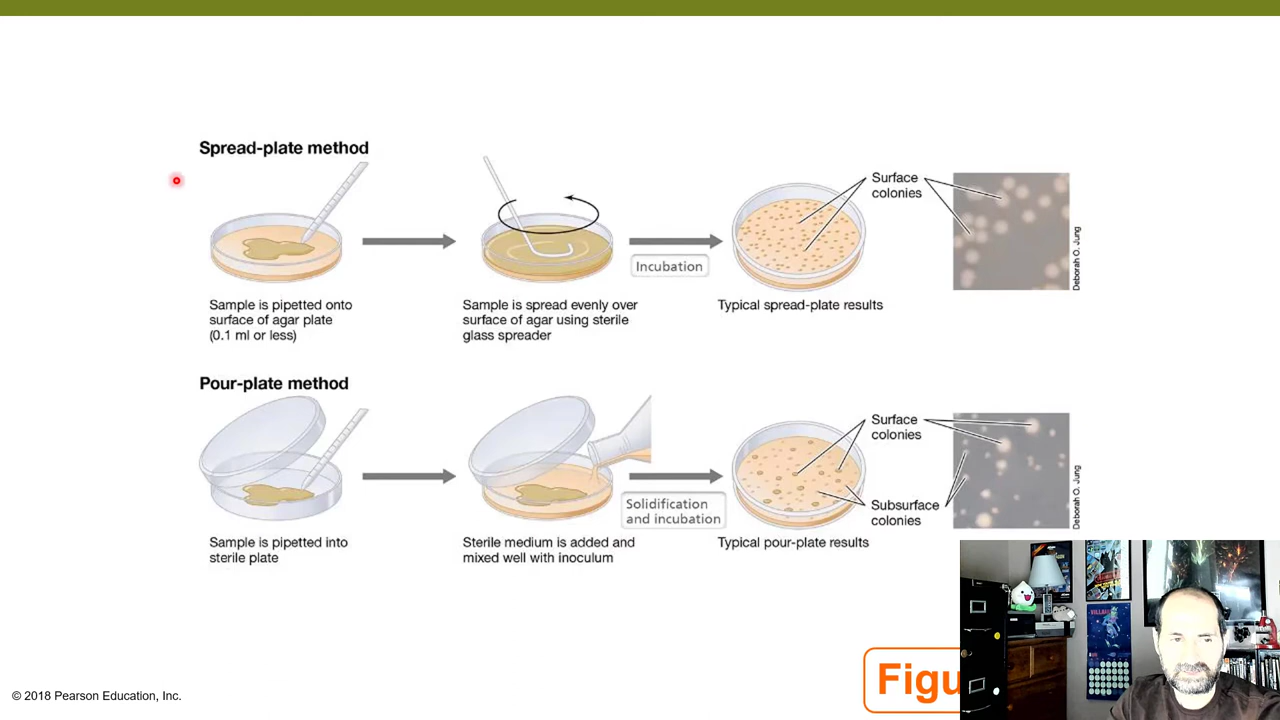 Spread-plate method
Surface
colonies
Incubation
Deborah O. Jung
Sample is pipetted onto
surface of agar plate
(0.1 ml or less)
Sample is spread evenly over
surface of agar using sterile
glass spreader
Typical spread-plate results
Pour-plate method
Surface
colonies
Solidification
and incubation
Subsurface
colonies
Deborah O. Jung
Sample is pipetted into
sterile plate
Sterile medium is added and
mixed well with inoculum
Typical pour-plate results
Figu
© 2018 Pearson Education, Inc.